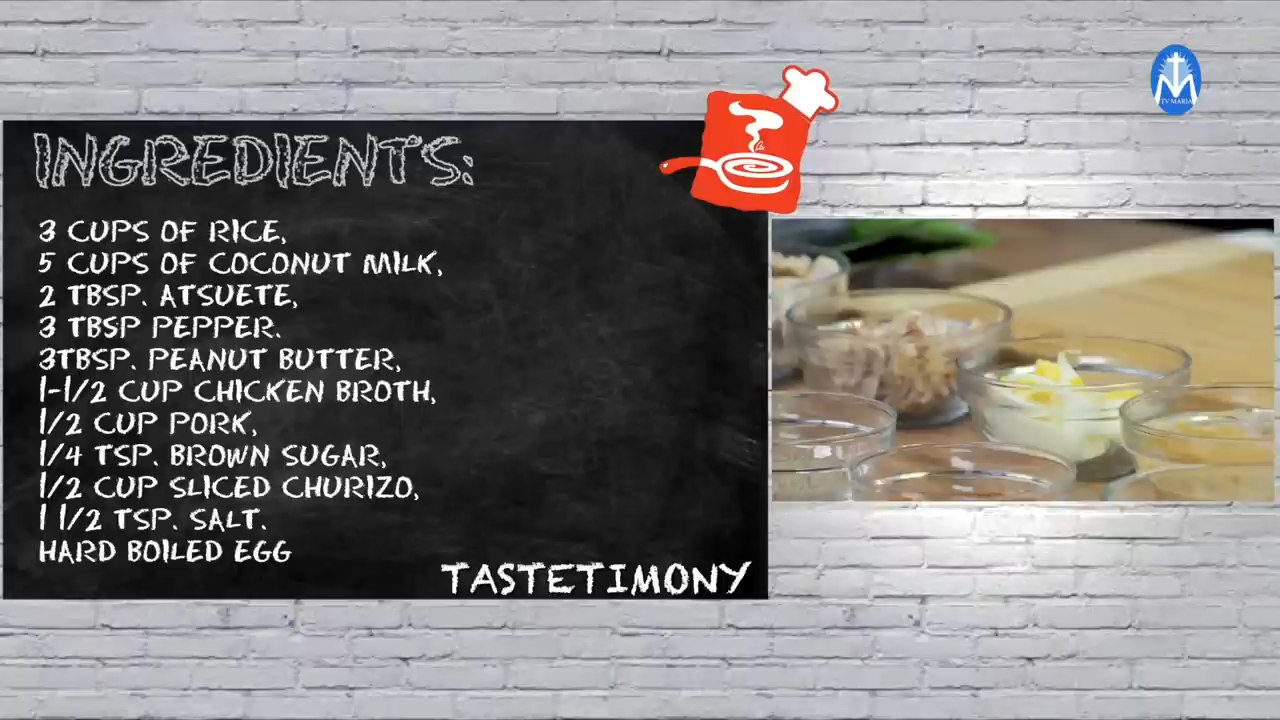 INGREDIENTS:
3 CUPS OF RICE,
5 CUPS OF COCONUT MILK,
2 TBSP. ATSUETE,
3 TBSP PEPPER.
3TBSP. PEANUT BUTTER,
1-1/2 CUP CHICKEN BROTH,
1/2 CUP PORK,
1/4 TSP. BROWN SUGAR,
1/2 CUP SLICED CHURIZO,
1 1/2 TSP. SALT.
HARD BOILED EGG
TASTETIMONY
TV MARIA